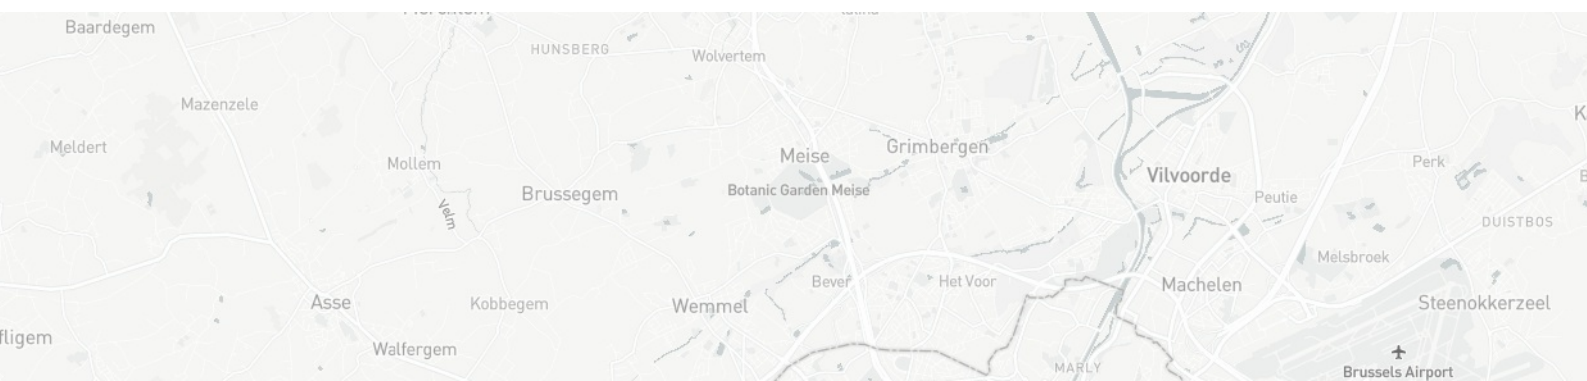 Baardegem
HUNSBERG
Wolvertem
Mazenzele
Meldert
Mollem
Meise
Grimbergen
Perk
Vilvoorde
Botanic Garden Meise
Brussegem
Peutie
Velm
DUISTBOS
Melsbroek
Bever
Het Voor
Machelen
Asse
Kobbegem
Wemmel
Steenokkerzeel
fligem
Walfergem
MARLY
Brussels Airport